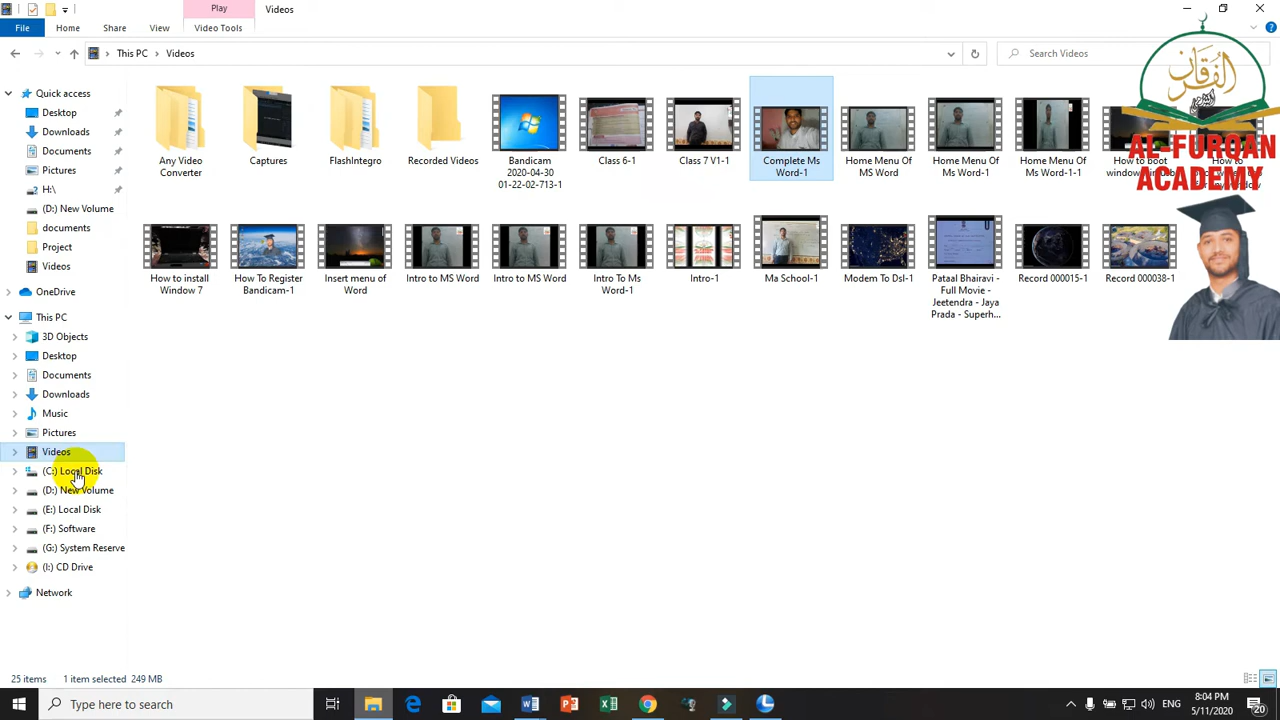 Play
Videos
File
Home
Share
View
Video Tools
This PC
Videos
Search Videos
Quick access
Desktop
Downloads
Documents
Pictures
H:\
(D:) New Volume
documents
Project
Videos
OneDrive
This PC
3D Objects
Desktop
Documents
Downloads
Music
Pictures
Videos
(C:) Local Disk
(D:) New Volume
(E:) Local Disk
(F:) Software
(G:) System Reserve
(I:) CD Drive
Network
Any Video
Converter
Captures
FlashIntegro
Recorded Videos
Bandicam
2020-04-30
01-22-02-713-1
Class 6-1
Class 7 V1-1
Complete Ms
Word-1
Home Menu Of
MS Word
Home Menu Of
Ms Word-1
Home Menu Of
Ms Word-1-1
How to boot
How to
How to install
Window 7
How To Register
Bandicam-1
Insert menu of
Word
Intro to MS Word
Intro to MS Word
Intro To Ms
Word-1
Intro-1
Ma School-1
Modem To Dsl-1
Pataal Bhairavi -
Full Movie -
Jeetendra - Jaya
Prada - Superh...
Record 000015-1
Record 000038-1
الفرقان
AL-FURQAN
ACADEMY
25 items
1 item selected 249 MB
Type here to search
ENG
8:04 PM
5/11/2020
20